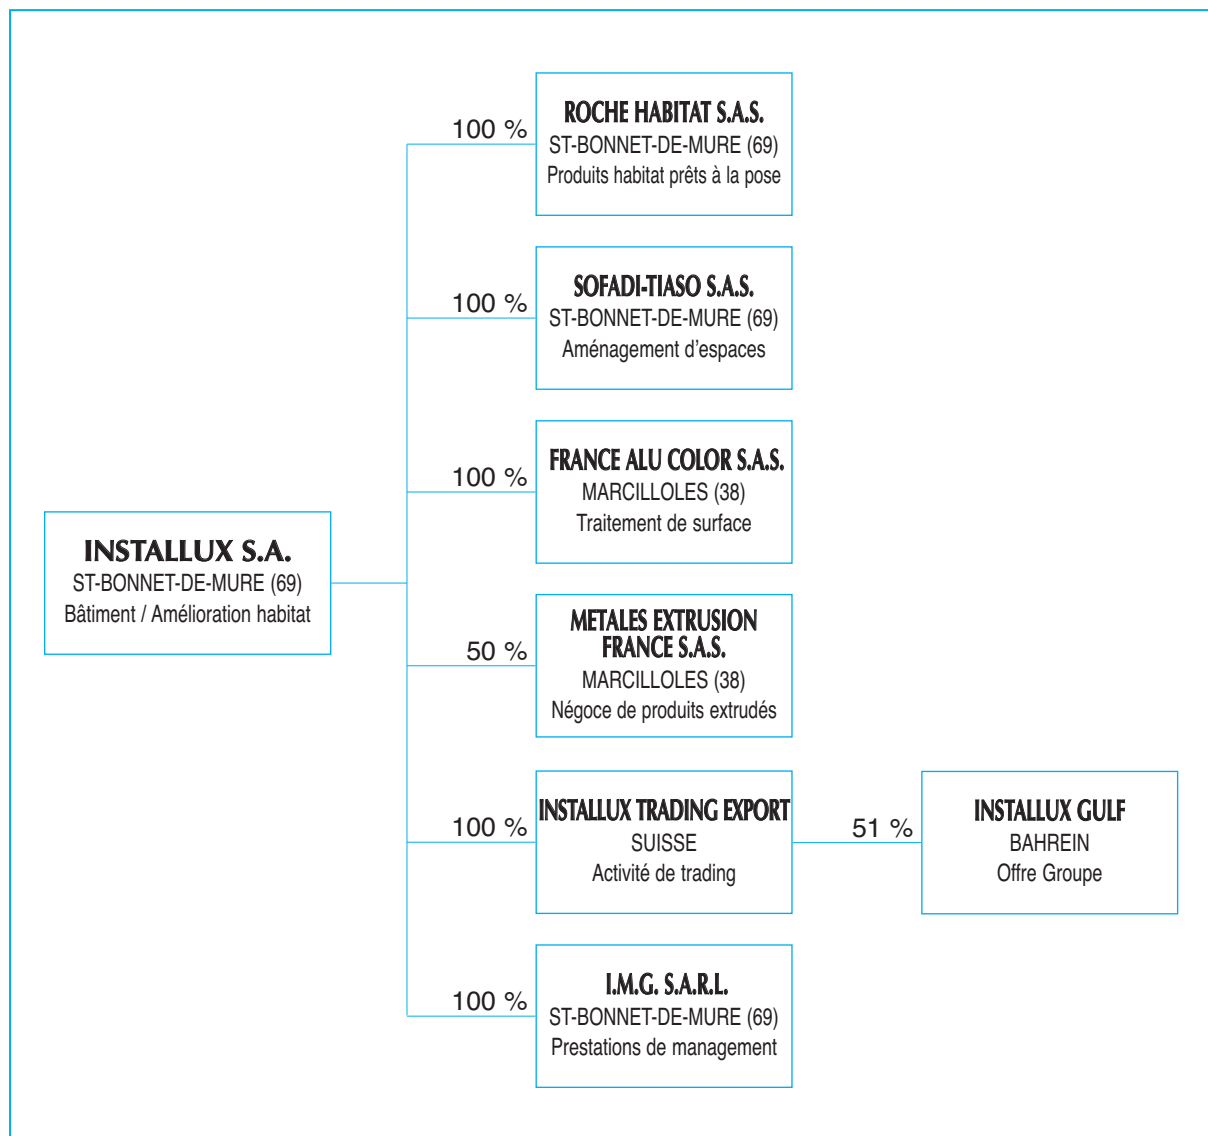 INSTALLUX S.A.
ST-BONNET-DE-MURE (69)
Bâtiment / Amélioration habitat
100 %
ROCHE HABITAT S.A.S.
ST-BONNET-DE-MURE (69)
Produits habitat prêts à la pose
100 %
SOFADI-TIASO S.A.S.
ST-BONNET-DE-MURE (69)
Aménagement d'espaces
100 %
FRANCE ALU COLOR S.A.S.
MARCILLOLES (38)
Traitement de surface
50 %
METALES EXTRUSION
FRANCE S.A.S.
MARCILLOLES (38)
Négoce de produits extrudés
100 %
INSTALLUX TRADING EXPORT
SUISSE
Activité de trading
51 %
INSTALLUX GULF
BAHREIN
Offre Groupe
100 %
I.M.G. S.A.R.L.
ST-BONNET-DE-MURE (69)
Prestations de management